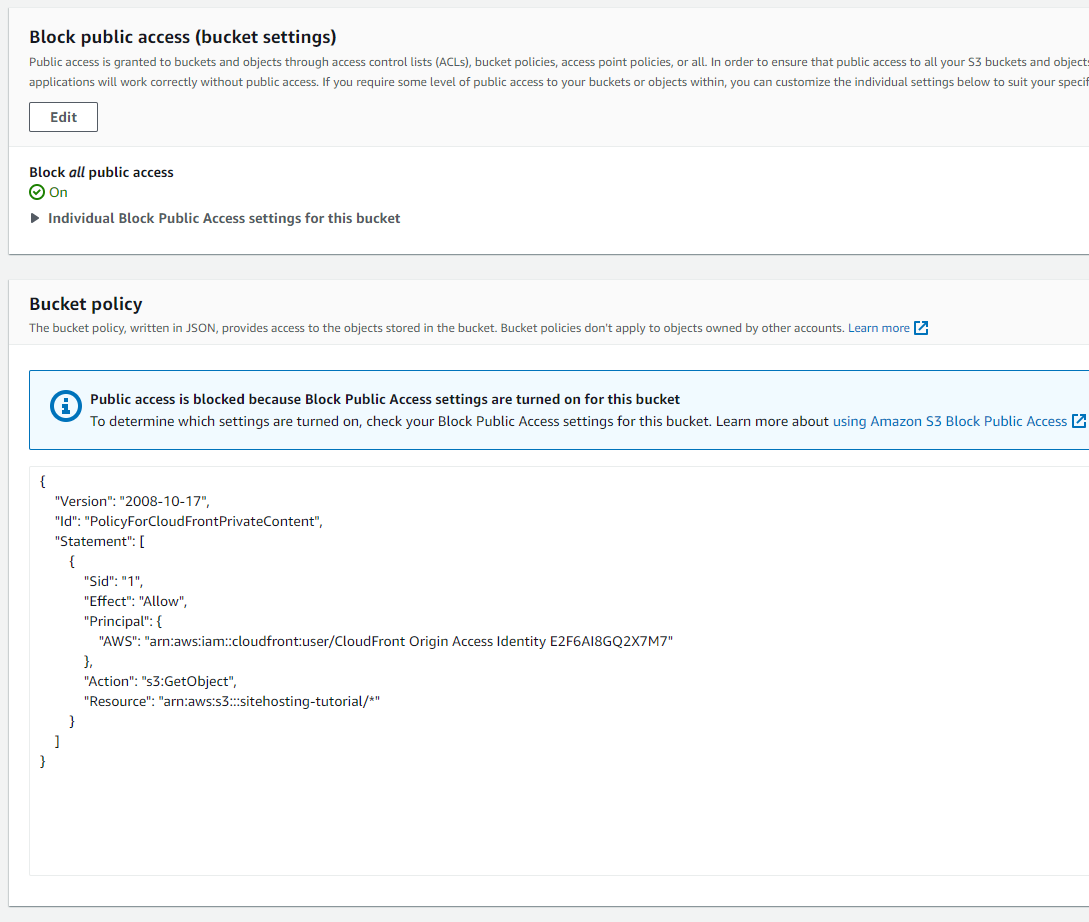 Block public access (bucket settings)
Public access is granted to buckets and objects through access control lists (ACLs), bucket policies, access point policies, or all. In order to ensure that public access to all your S3 buckets and objects
applications will work correctly without public access. If you require some level of public access to your buckets or objects within, you can customize the individual settings below to suit your specif
Edit
Block all public access
On
Individual Block Public Access settings for this bucket
Bucket policy
The bucket policy, written in JSON, provides access to the objects stored in the bucket. Bucket policies don't apply to objects owned by other accounts. Learn more
Public access is blocked because Block Public Access settings are turned on for this bucket
To determine which settings are turned on, check your Block Public Access settings for this bucket. Learn more about using Amazon S3 Block Public Access
{
"Version": "2008-10-17",
"Id": "PolicyForCloudFrontPrivateContent",
"Statement": [
{
"Sid": "1",
"Effect": "Allow",
"Principal": {
"AWS": "arn:aws:iam::cloudfront:user/CloudFront Origin Access Identity E2F6AI8GQ2X7M7"
},
"Action": "s3:GetObject",
"Resource": "arn:aws:s3:::sitehosting-tutorial/*"
}
]
}